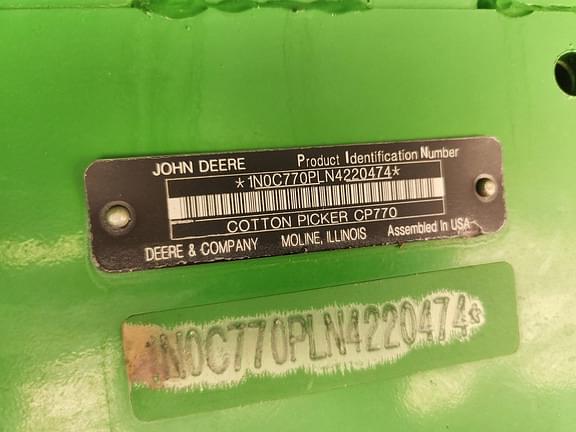 JOHN DEERE Product Identification Number
*1N0C770PLN4220474*
COTTON PICKER CP770
DEERE & COMPANY MOLINE, ILLINOIS Assembled In USA
1N0C770PLN4220474*